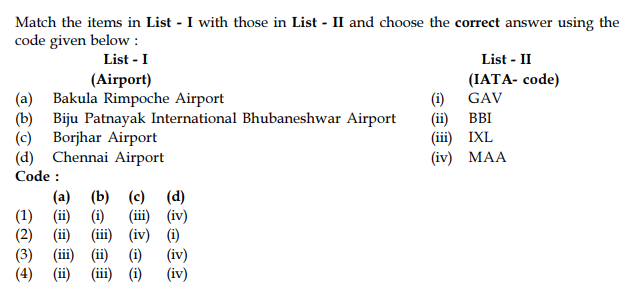 Match the items in List - I with those in List - II and choose the correct answer using the
code given below :
List - I List - II
(Airport) (IATA- code)
(a) Bakula Rimpoche Airport (i) GAV
(b) Biju Patnayak International Bhubaneshwar Airport (ii) BBI
(c) Borjhar Airport (iii) IXL
(d) Chennai Airport (iv) MAA
Code :
(a) (b) (c) (d)
(1) (ii) (i) (iii) (iv)
(2) (ii) (iii) (iv) (i)
(3) (iii) (ii) (i) (iv)
(4) (ii) (iii) (i) (iv)